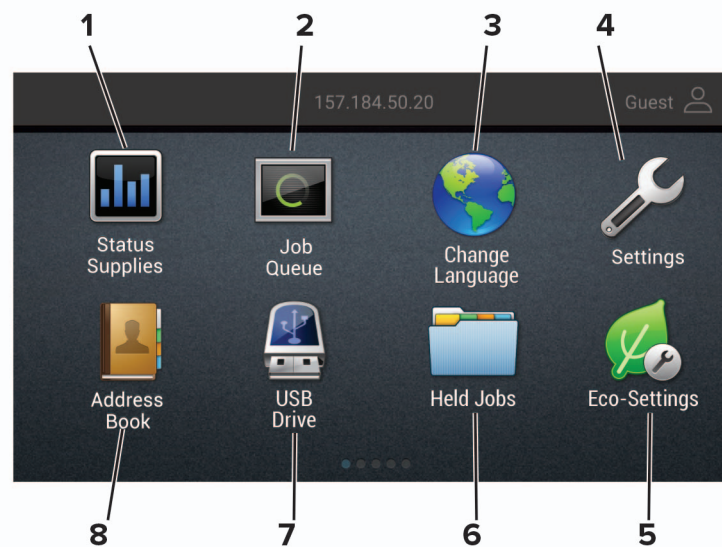 1 2 3 4
157.184.50.20 Guest
Status
Supplies
Job
Queue
Change
Language
Settings
Address
Book
USB
Drive
Held Jobs
Eco-Settings
8 7 6 5